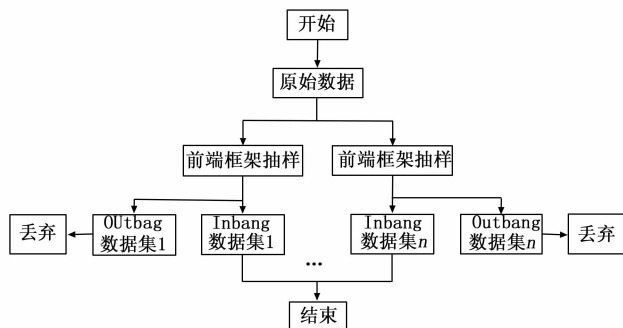 开始
原始数据
前端框架抽样
前端框架抽样
丢弃
OUtbag
数据集1
Inbang
数据集1
...
Inbang
数据集n
Outbang
数据集n
丢弃
结束